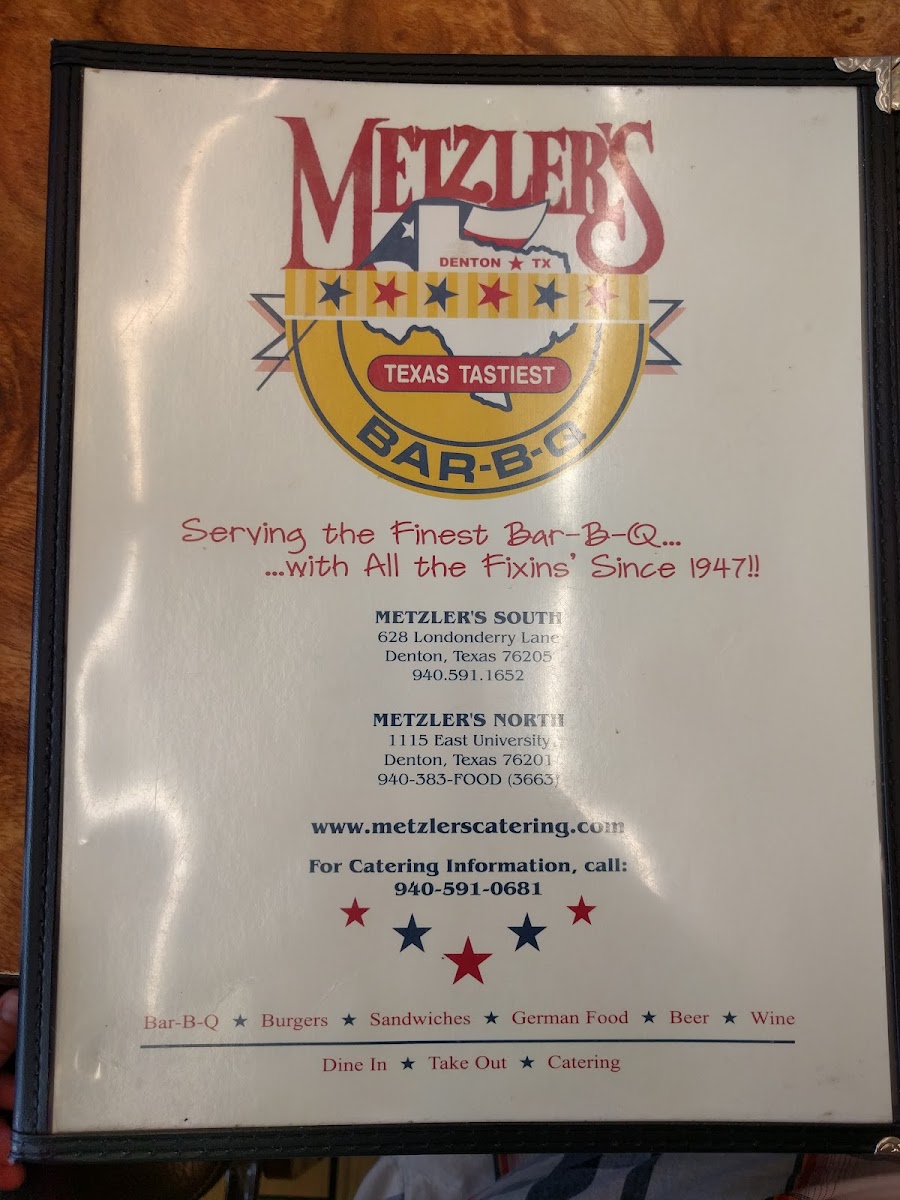 METZLER'S
DENTON ★ TX
TEXAS TASTIEST
BAR-B-Q
Serving the Finest Bar-B-Q...
...with All the Fixins' Since 1947!!
METZLER'S SOUTH
628 Londonderry Lane
Denton, Texas 76205
940.591.1652
METZLER'S NORTH
1115 East University
Denton, Texas 76201
940-383-FOOD (3663)
www.metzlerscatering.com
For Catering Information, call:
940-591-0681
Bar-B-Q ★ Burgers ★ Sandwiches ★ German Food ★ Beer ★ Wine
Dine In ★ Take Out ★ Catering